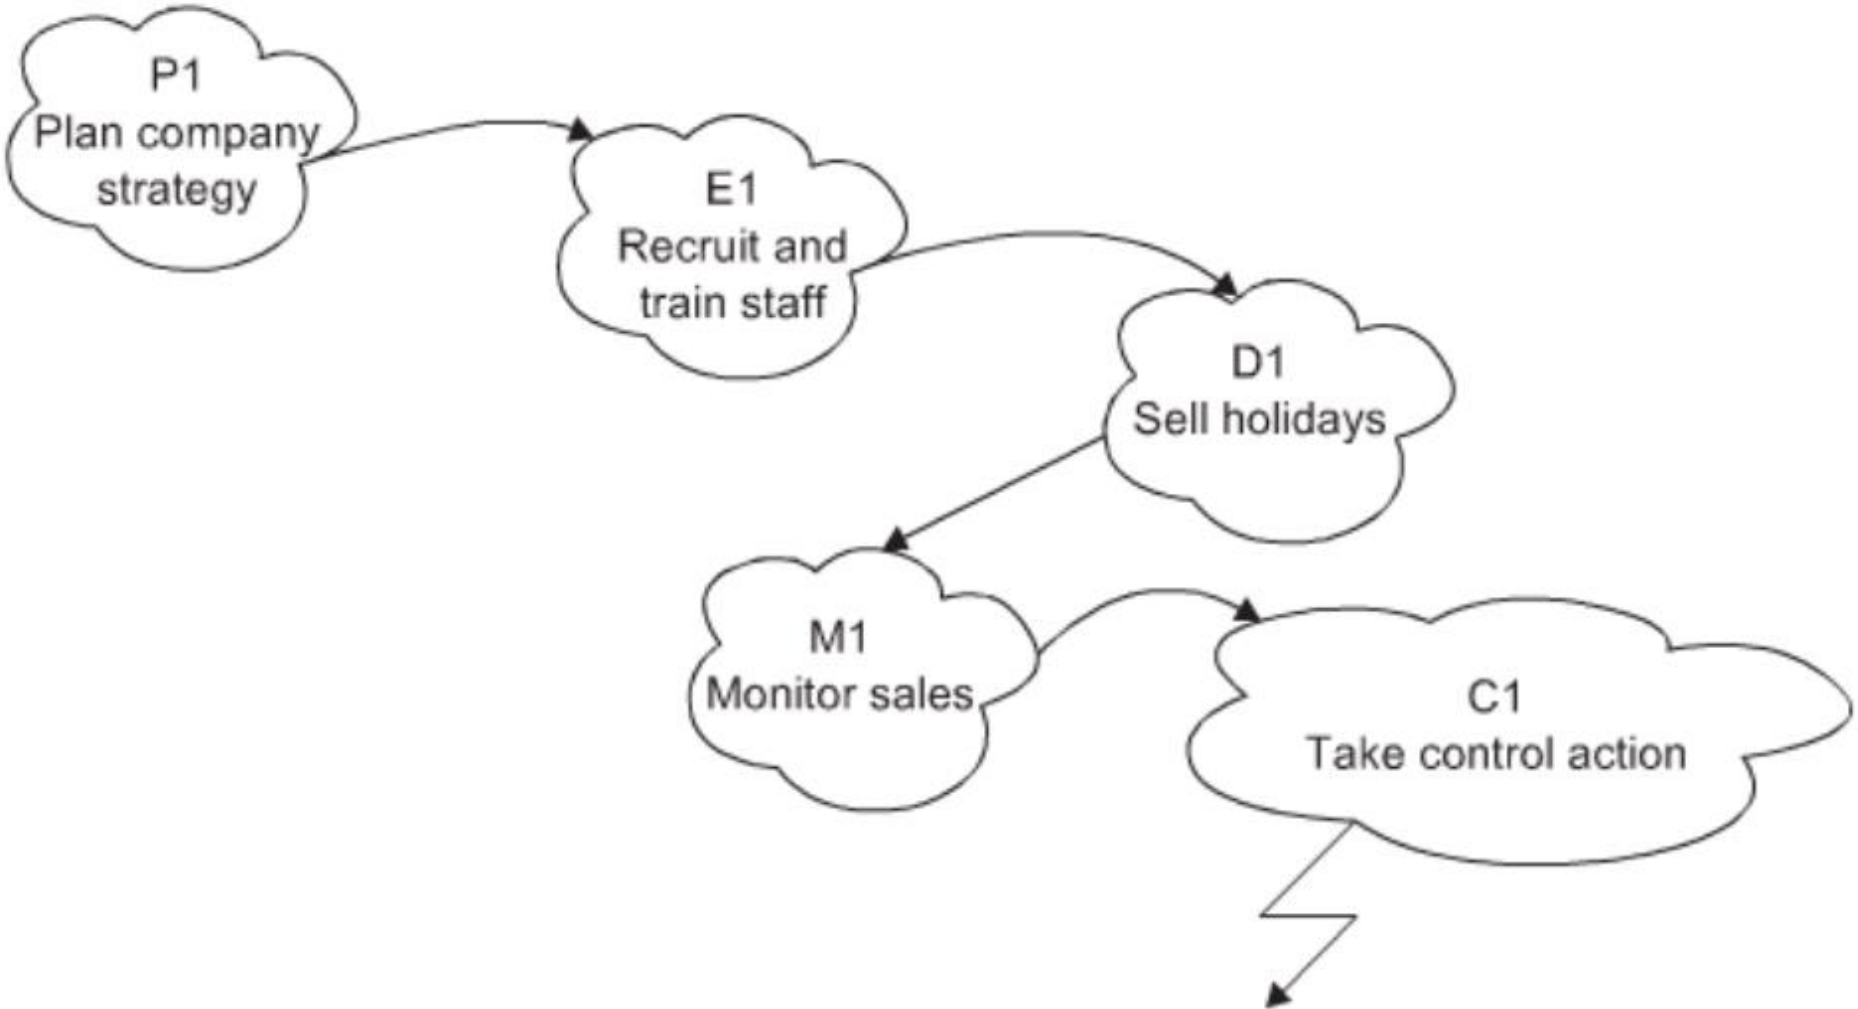 P1
Plan company
strategy
E1
Recruit and
train staff
D1
Sell holidays
M1
Monitor sales
C1
Take control action